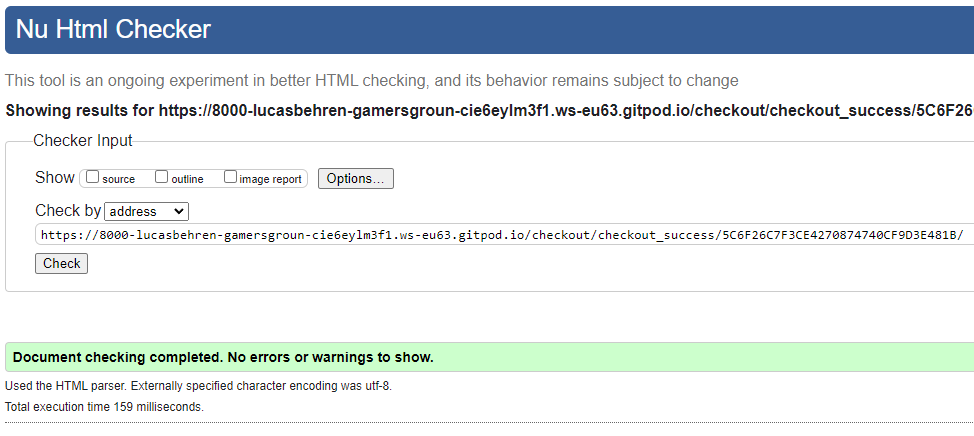 Nu Html Checker
This tool is an ongoing experiment in better HTML checking, and its behavior remains subject to change
Showing results for https://8000-lucasbehren-gamersgroun-cie6eylm3f1.ws-eu63.gitpod.io/checkout/checkout_success/5C6F26
Checker Input
Show source outline image report Options...
Check by address
https://8000-lucasbehren-gamersgroun-cie6eylm3f1.ws-eu63.gitpod.io/checkout/checkout_success/5C6F26C7F3CE4270874740CF9D3E481B/
Check
Document checking completed. No errors or warnings to show.
Used the HTML parser. Externally specified character encoding was utf-8.
Total execution time 159 milliseconds.